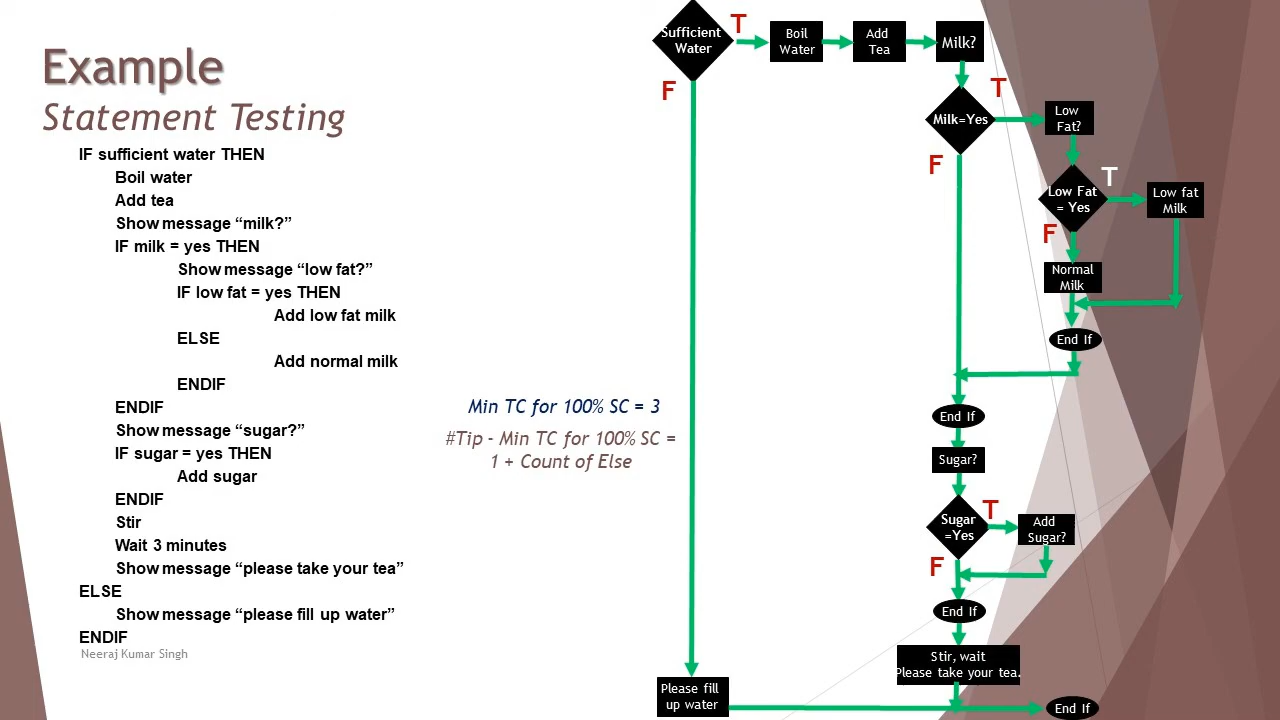 Example
Statement Testing
IF sufficient water THEN
Boil water
Add tea
Show message “milk?”
IF milk = yes THEN
Show message “low fat?”
IF low fat = yes THEN
Add low fat milk
ELSE
Add normal milk
ENDIF
ENDIF
Show message “sugar?”
IF sugar = yes THEN
Add sugar
ENDIF
Stir
Wait 3 minutes
Show message “please take your tea”
ELSE
Show message “please fill up water”
ENDIF
Neeraj Kumar Singh
Min TC for 100% SC = 3
#Tip - Min TC for 100% SC =
1 + Count of Else
Sufficient
Water
T
F
Boil
Water
Add
Tea
Milk?
Milk=Yes
T
F
Low
Fat?
Low Fat
= Yes
T
F
Low fat
Milk
Normal
Milk
End If
End If
Sugar?
Sugar
=Yes
T
F
Add
Sugar?
End If
Stir, wait
Please take your tea.
Please fill
up water
End If